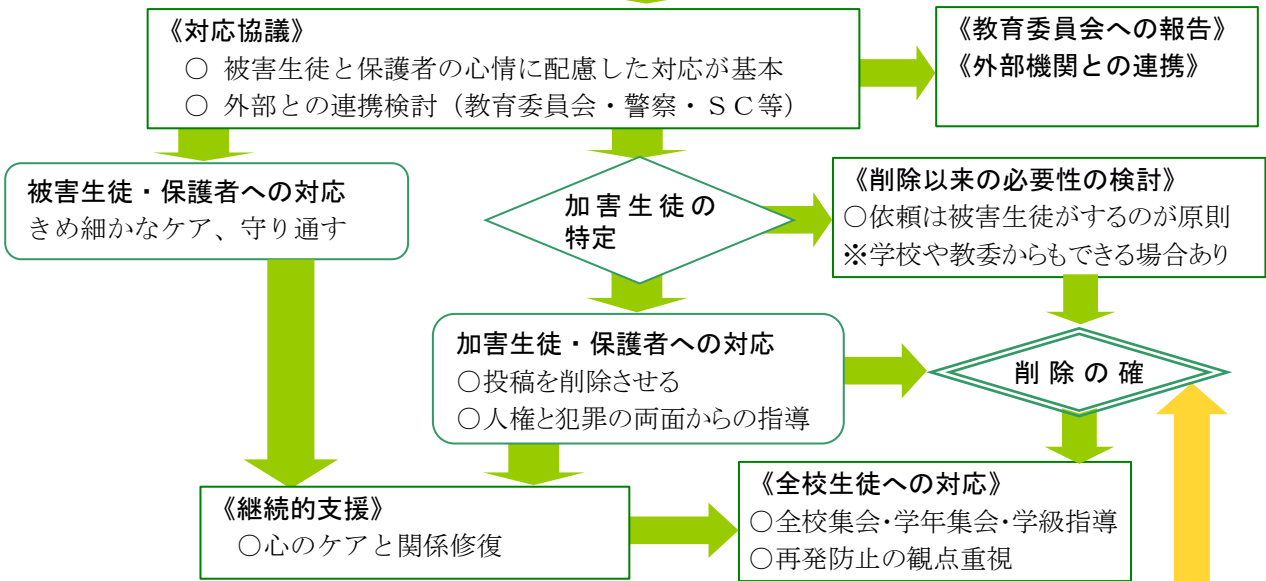 《対応協議》
○ 被害生徒と保護者の心情に配慮した対応が基本
○ 外部との連携検討（教育委員会・警察・ＳＣ等）
《教育委員会への報告》
《外部機関との連携》
被害生徒・保護者への対応
きめ細かなケア、守り通す
加害生徒の
特定
《削除以来の必要性の検討》
○依頼は被害生徒がするのが原則
※学校や教委からもできる場合あり
加害生徒・保護者への対応
○投稿を削除させる
○人権と犯罪の両面からの指導
削除の確
《継続的支援》
○心のケアと関係修復
《全校生徒への対応》
○全校集会・学年集会・学級指導
○再発防止の観点重視